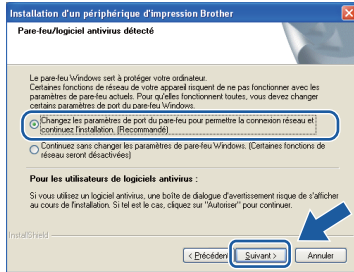 Installation d'un périphérique d'impression Brother
Pare-feu/logiciel antivirus détecté
Le pare-feu Windows sert à protéger votre ordinateur.
Certaines fonctions de réseau de votre appareil risquent de ne pas fonctionner avec les
paramètres de pare-feu actuels. Pour qu'elles fonctionnent toutes, vous devez changer
certains paramètres de port du pare-feu Windows.
Changez les paramètres de port du pare-feu pour permettre la connexion réseau et
continuez l'installation. (Recommandé)
Continuez sans changer les paramètres de pare-feu Windows. (Certaines fonctions de
réseau seront désactivées)
Pour les utilisateurs de logiciels antivirus :
Si vous utilisez un logiciel antivirus, une boîte de dialogue d'avertissement risque de s'afficher
au cours de l'installation. Si tel est le cas, cliquez sur "Autoriser" pour continuer.
InstallShield
< Précédent Suivant > Annuler